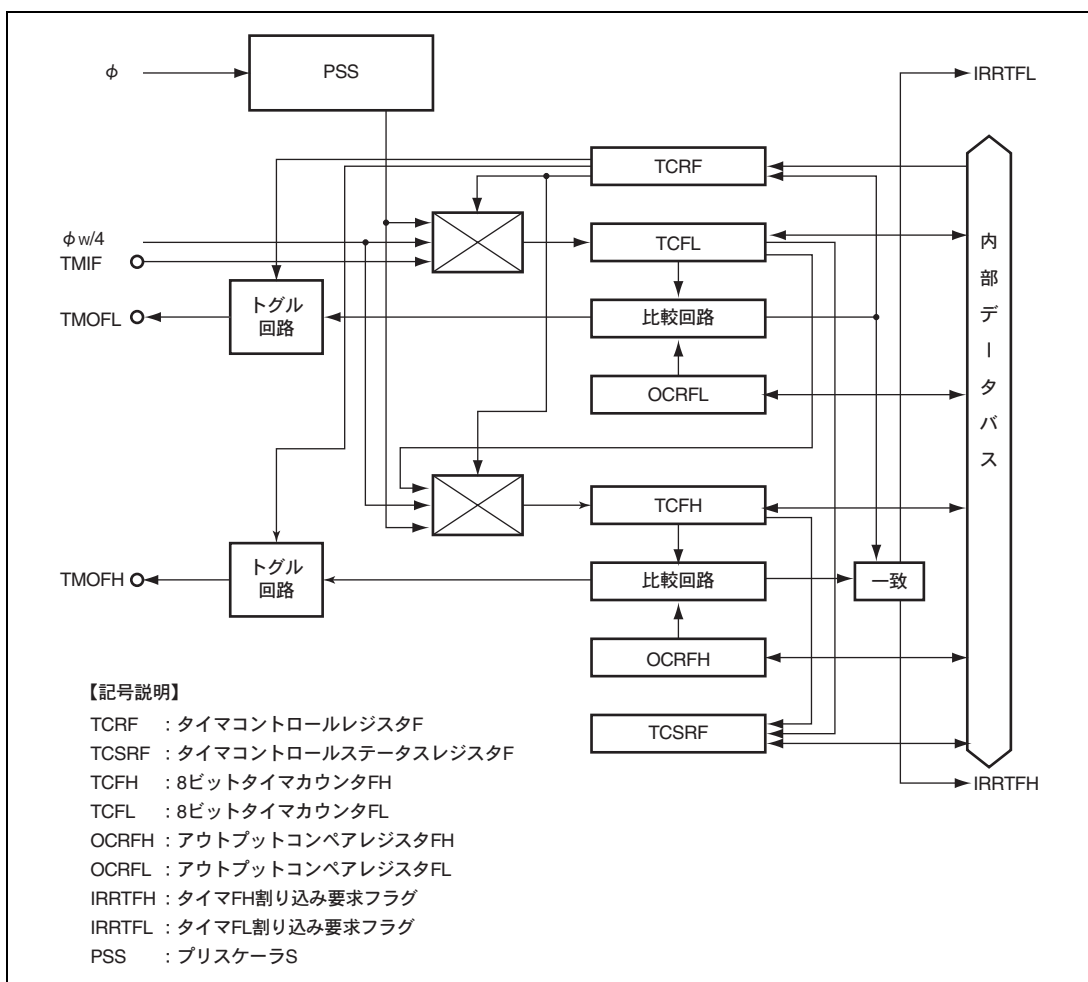 φ
PSS
IRRTFL
TCRF
φw/4
TMIF
TCFL
内部データバス
TMOFL
トグル
回路
比較回路
OCRFL
TCFH
TMOFH
トグル
回路
比較回路
一致
OCRFH
TCSRF
IRRTFH
【記号説明】
TCRF : タイマコントロールレジスタF
TCSRF : タイマコントロールステータスレジスタF
TCFH : 8ビットタイマカウンタFH
TCFL : 8ビットタイマカウンタFL
OCRFH : アウトプットコンペアレジスタFH
OCRFL : アウトプットコンペアレジスタFL
IRRTFH : タイマFH割り込み要求フラグ
IRRTFL : タイマFL割り込み要求フラグ
PSS : プリスケーラS